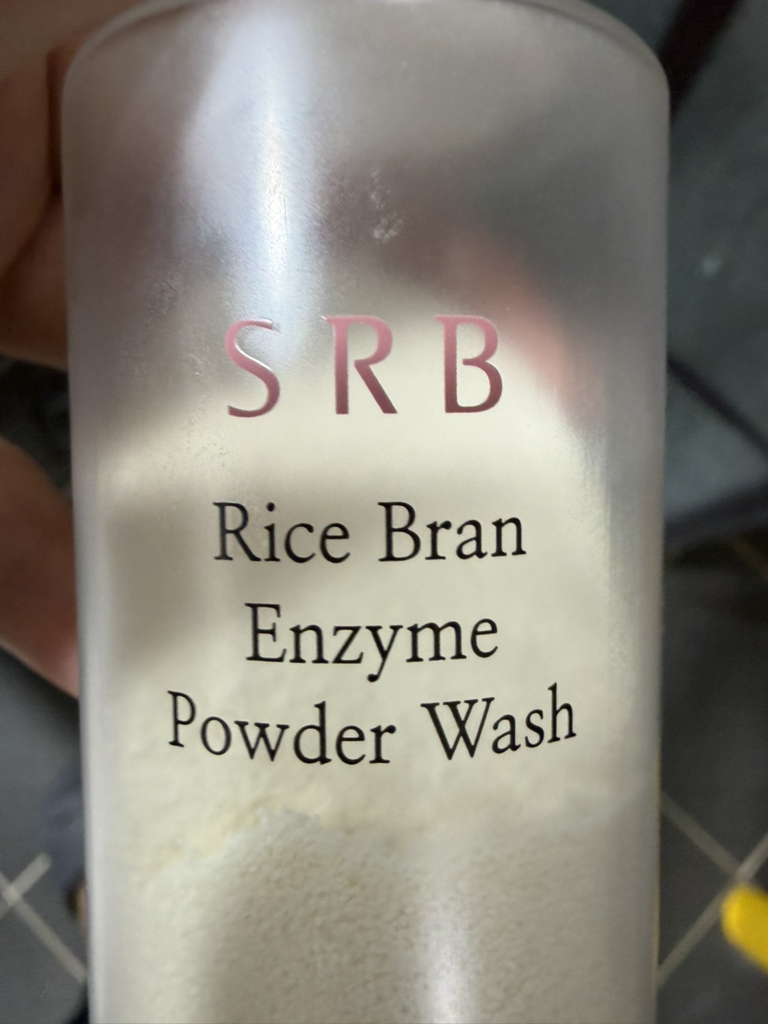 SRB
Rice Bran
Enzyme
Powder Wash